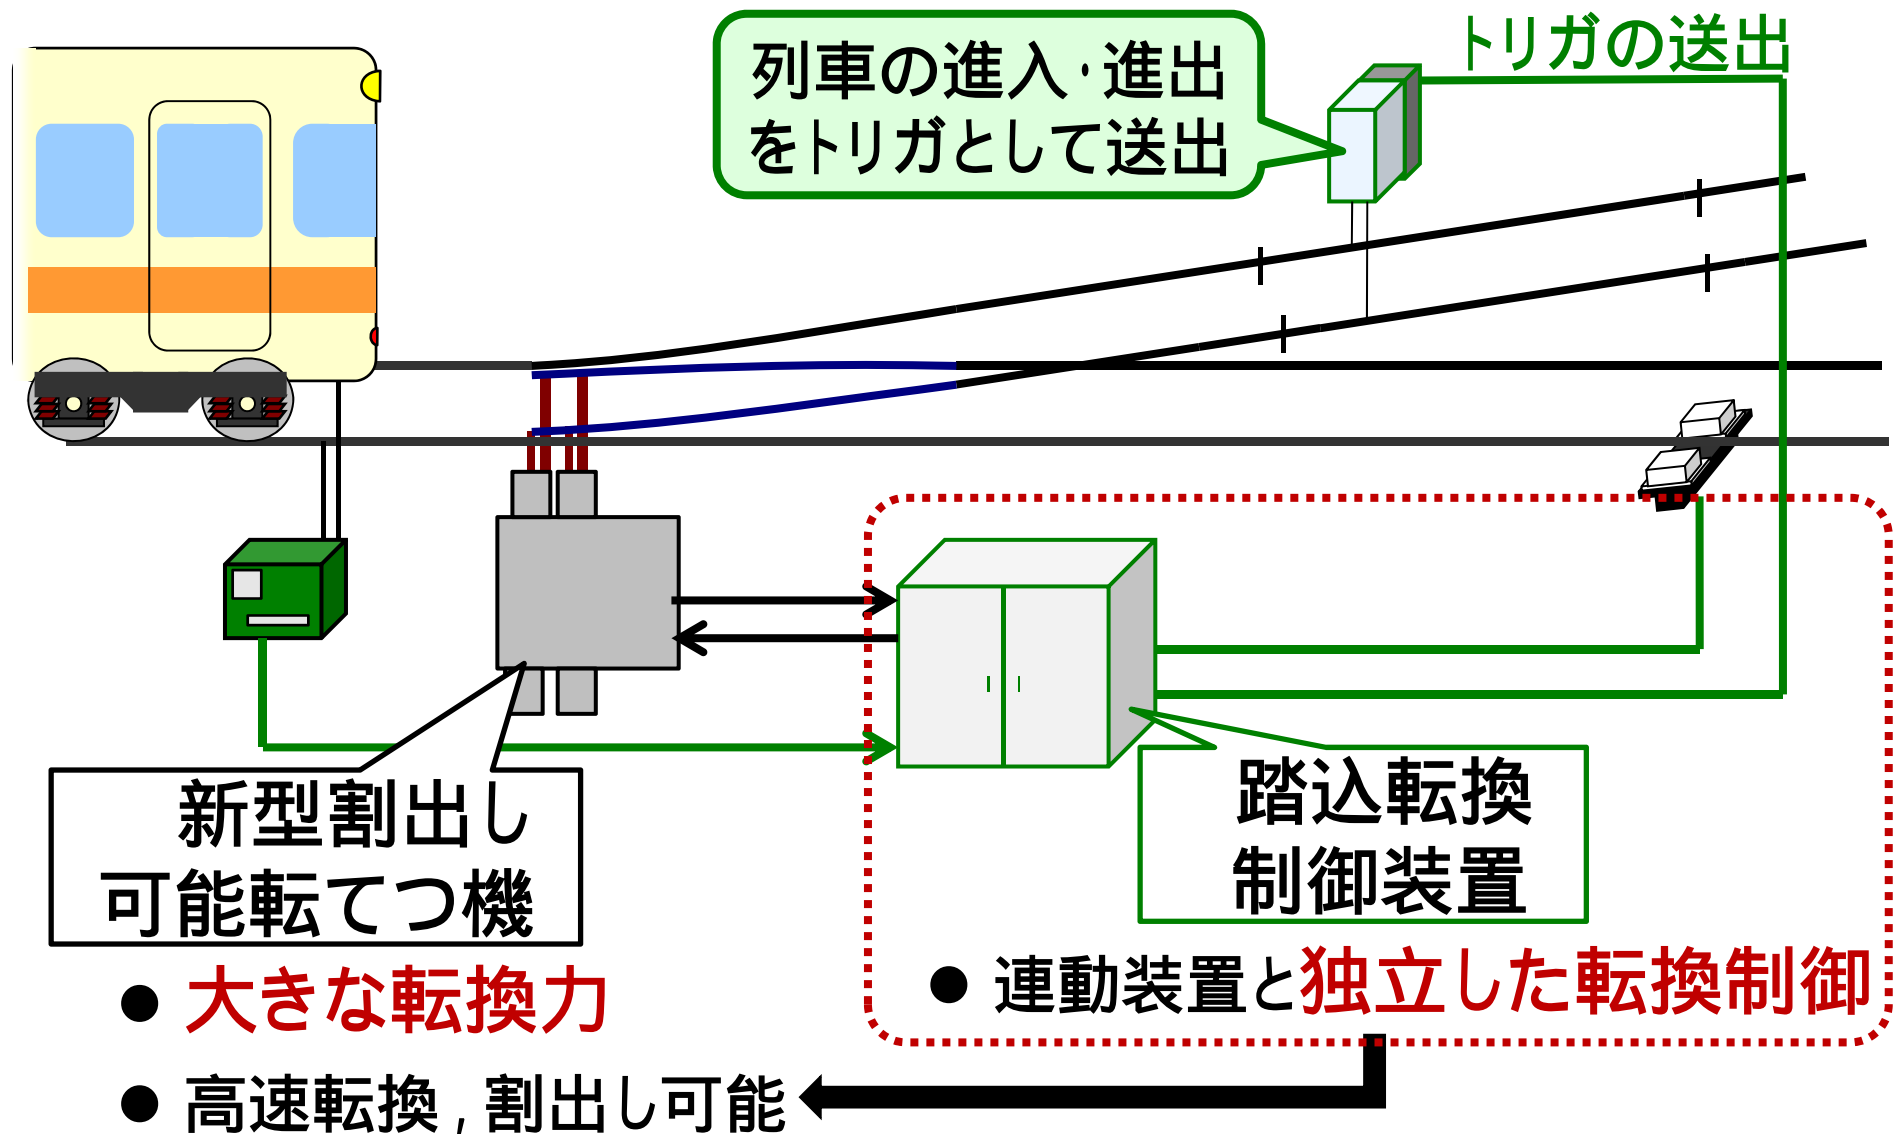 トリガの送出
列車の進入・進出
をトリガとして送出
新型割出し
可能転てつ機
踏込転換
制御装置
● 大きな転換力
● 連動装置と独立した転換制御
● 高速転換，割出し可能